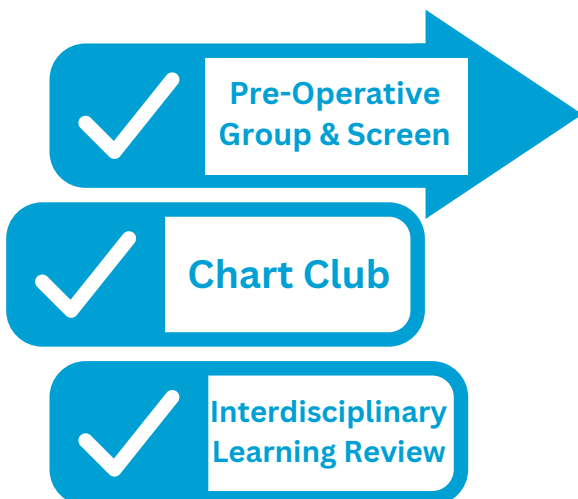 Pre-Operative
Group & Screen
Chart Club
Interdisciplinary
Learning Review